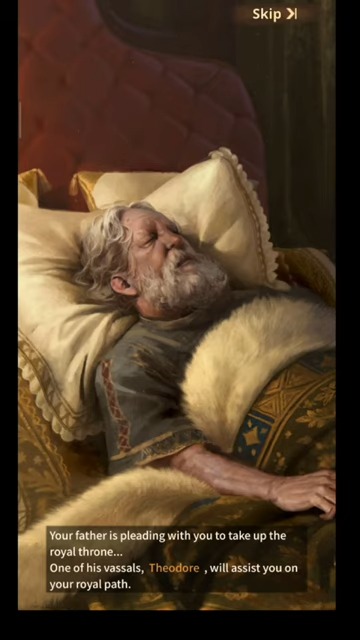 Skip
Your father is pleading with you to take up the
royal throne...
One of his vassals, Theodore , will assist you on
your royal path.